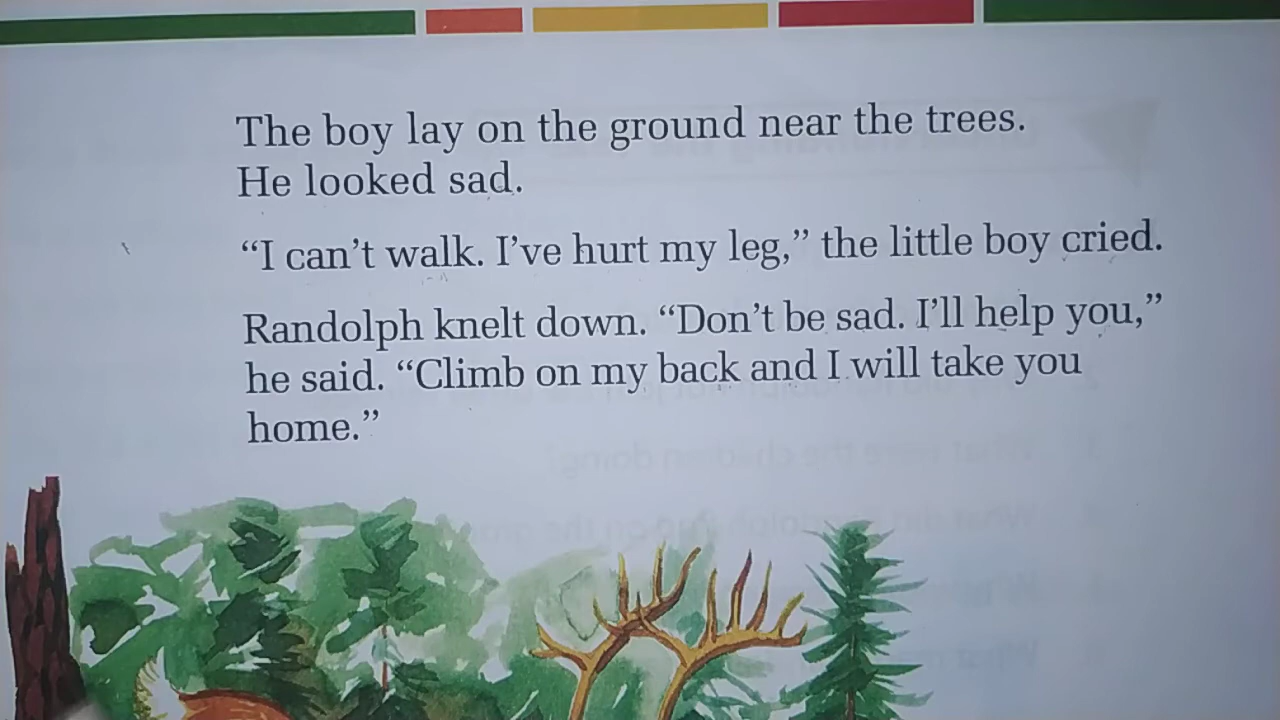 The boy lay on the ground near the trees.
He looked sad.
“I can’t walk. I’ve hurt my leg,” the little boy cried.
Randolph knelt down. “Don’t be sad. I’ll help you,”
he said. “Climb on my back and I will take you
home.”